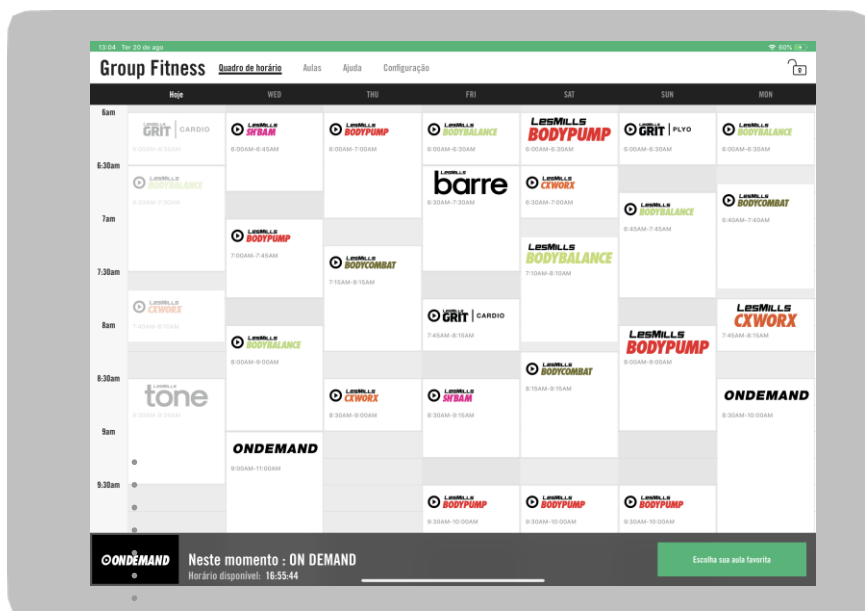 13:04 Ter 20 de ago 60%
Group Fitness Quadro de horário Aulas Ajuda Configuração
Hoje WED THU FRI SAT SUN MON
6am
LESMILLS GRIT | CARDIO
6:00AM-6:30AM
LESMILLS SH'BAM
6:00AM-6:45AM
LESMILLS BODYPUMP
6:00AM-7:00AM
LESMILLS BODYBALANCE
6:00AM-6:30AM
LESMILLS BODYPUMP
6:00AM-6:30AM
LESMILLS GRIT | PLYO
6:00AM-6:30AM
LESMILLS BODYBALANCE
6:00AM-6:30AM
6:30am
LESMILLS BODYBALANCE
6:30AM-7:30AM
LESMILLS barre
6:30AM-7:30AM
LESMILLS CXWORX
6:30AM-7:00AM
LESMILLS BODYBALANCE
6:45AM-7:45AM
LESMILLS BODYCOMBAT
6:40AM-7:40AM
7am
LESMILLS BODYPUMP
7:00AM-7:45AM
LESMILLS BODYCOMBAT
7:15AM-8:15AM
LESMILLS BODYBALANCE
7:10AM-8:10AM
7:30am
LESMILLS CXWORX
7:40AM-8:10AM
LESMILLS GRIT | CARDIO
7:45AM-8:15AM
LESMILLS CXWORX
7:45AM-8:15AM
8am
LESMILLS BODYBALANCE
8:00AM-9:00AM
LESMILLS BODYPUMP
8:00AM-9:00AM
LESMILLS BODYCOMBAT
8:15AM-9:15AM
8:30am
LESMILLS tone
8:30AM-9:30AM
LESMILLS CXWORX
8:30AM-9:00AM
LESMILLS SH'BAM
8:30AM-9:15AM
ONDEMAND
8:30AM-10:00AM
9am
ONDEMAND
9:00AM-11:00AM
9:30am
LESMILLS BODYPUMP
9:30AM-10:00AM
LESMILLS BODYPUMP
9:30AM-10:00AM
LESMILLS BODYPUMP
9:30AM-10:00AM
ONDEMAND
Neste momento : ON DEMAND
Horário disponível: 16:55:44
Escolha sua aula favorita